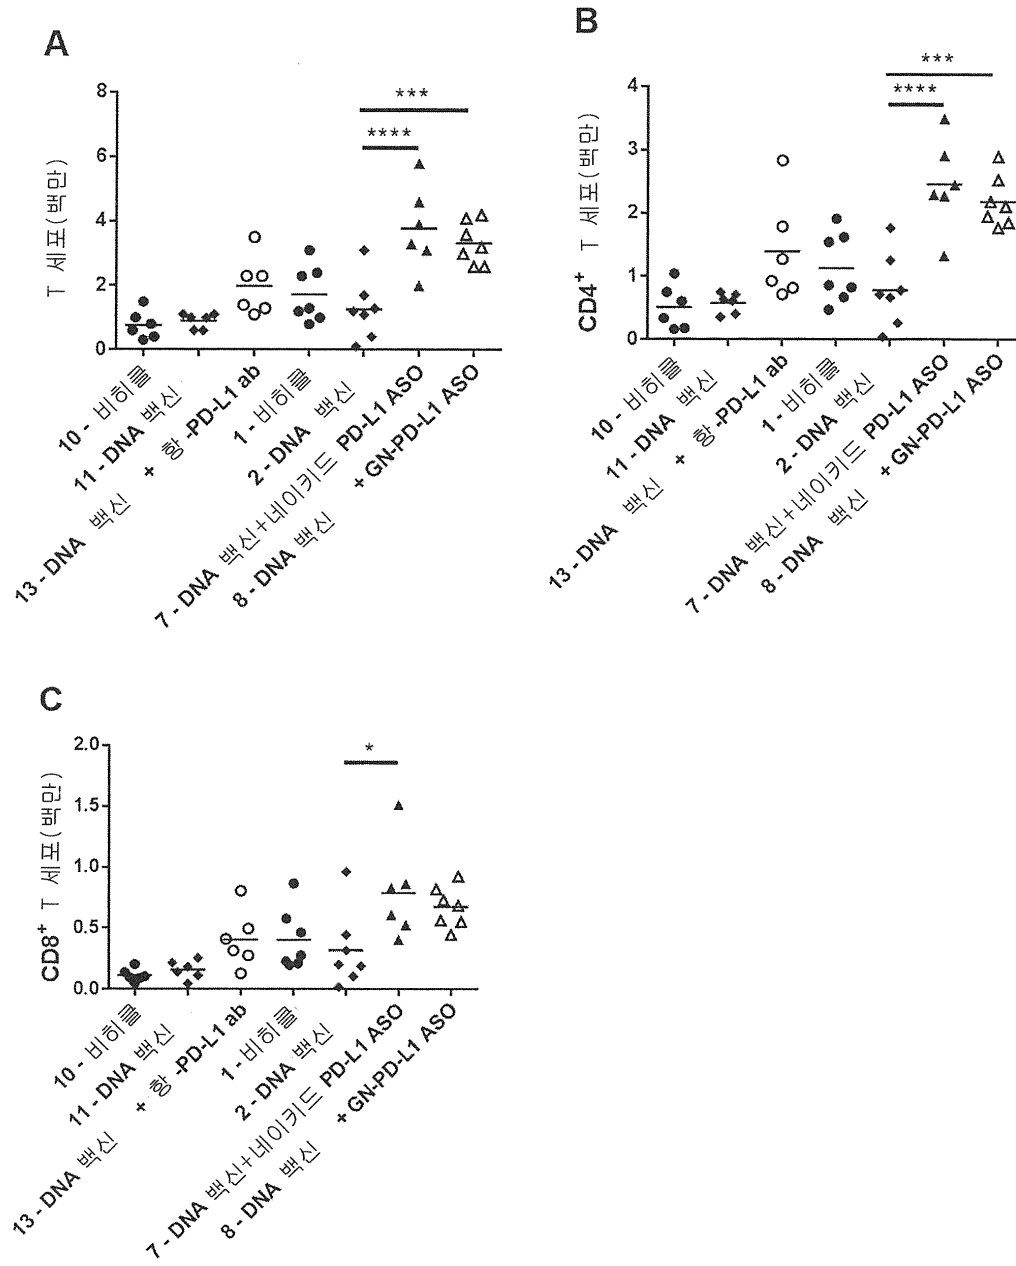 A
8
6
4
2
0
T 세포(백만)
***
****
10 - 비히클
11 - DNA 백신
13 - DNA 백신 + 항 -PD-L1 ab
1 - 비히클
2 - DNA 백신
7 - DNA 백신+네이키드 PD-L1 ASO
8 - DNA 백신 + GN-PD-L1 ASO
B
4
3
2
1
0
CD4+ T 세포(백만)
***
****
10 - 비히클
11 - DNA 백신
13 - DNA 백신 + 항 -PD-L1 ab
1 - 비히클
2 - DNA 백신
7 - DNA 백신+네이키드 PD-L1 ASO
8 - DNA 백신 + GN-PD-L1 ASO
C
2.0
1.5
1.0
0.5
0.0
CD8+ T 세포(백만)
*
10 - 비히클
11 - DNA 백신
13 - DNA 백신 + 항 -PD-L1 ab
1 - 비히클
2 - DNA 백신
7 - DNA 백신+네이키드 PD-L1 ASO
8 - DNA 백신 + GN-PD-L1 ASO